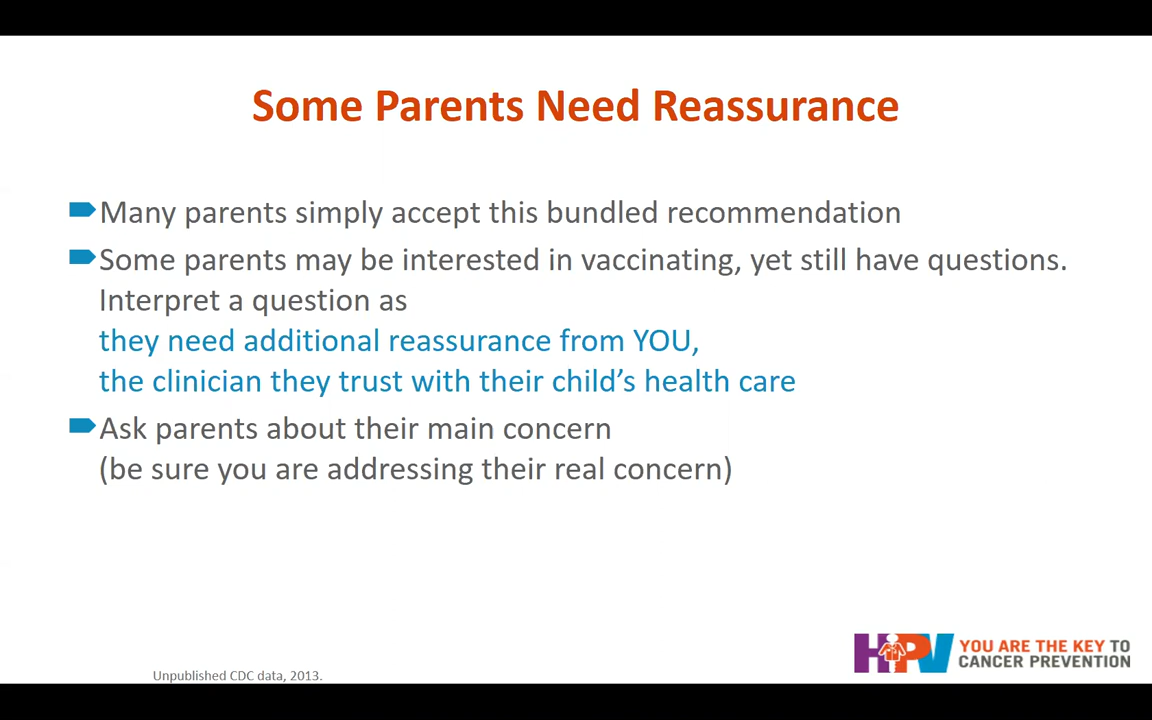 Some Parents Need Reassurance
Many parents simply accept this bundled recommendation
Some parents may be interested in vaccinating, yet still have questions.
Interpret a question as
they need additional reassurance from YOU,
the clinician they trust with their child’s health care
Ask parents about their main concern
(be sure you are addressing their real concern)
HPV
YOU ARE THE KEY TO
CANCER PREVENTION
Unpublished CDC data, 2013.